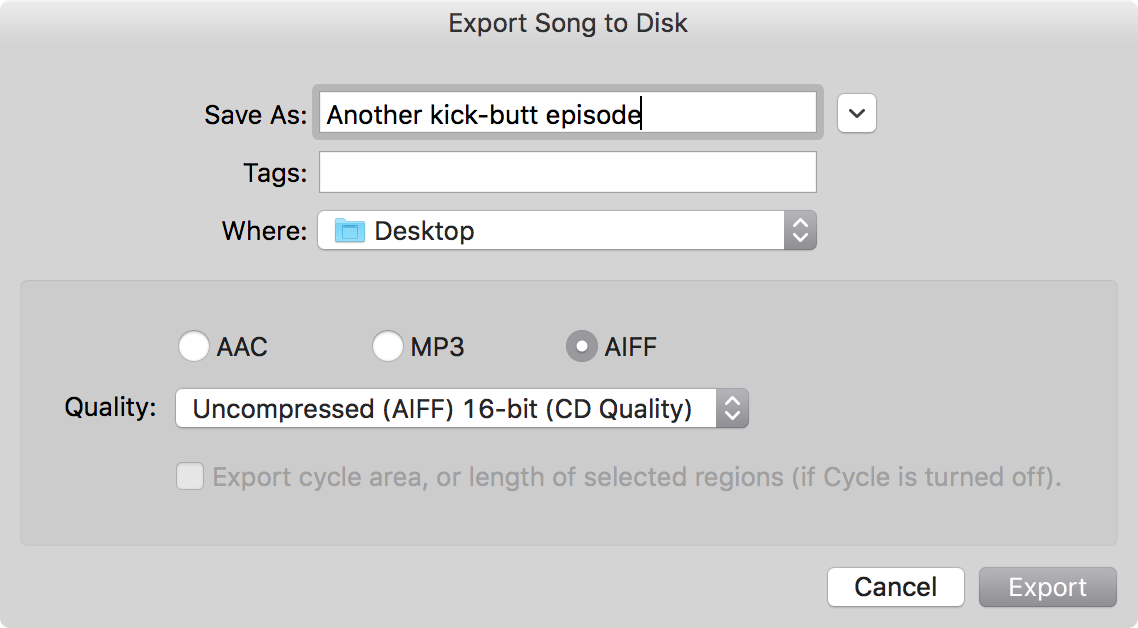 Export Song to Disk
Save As: Another kick-butt episode
Tags:
Where: Desktop
AAC MP3 AIFF
Quality: Uncompressed (AIFF) 16-bit (CD Quality)
Export cycle area, or length of selected regions (if Cycle is turned off).
Cancel Export